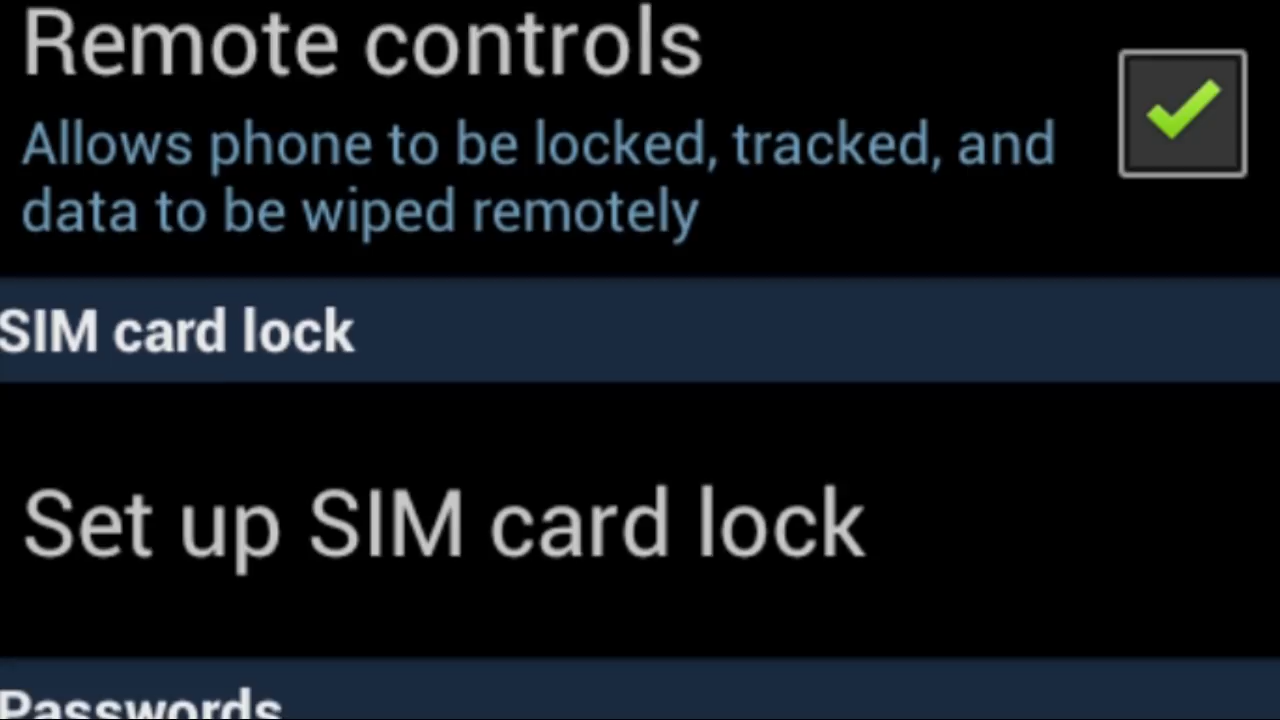 Remote controls
Allows phone to be locked, tracked, and
data to be wiped remotely
SIM card lock
Set up SIM card lock
Passwords